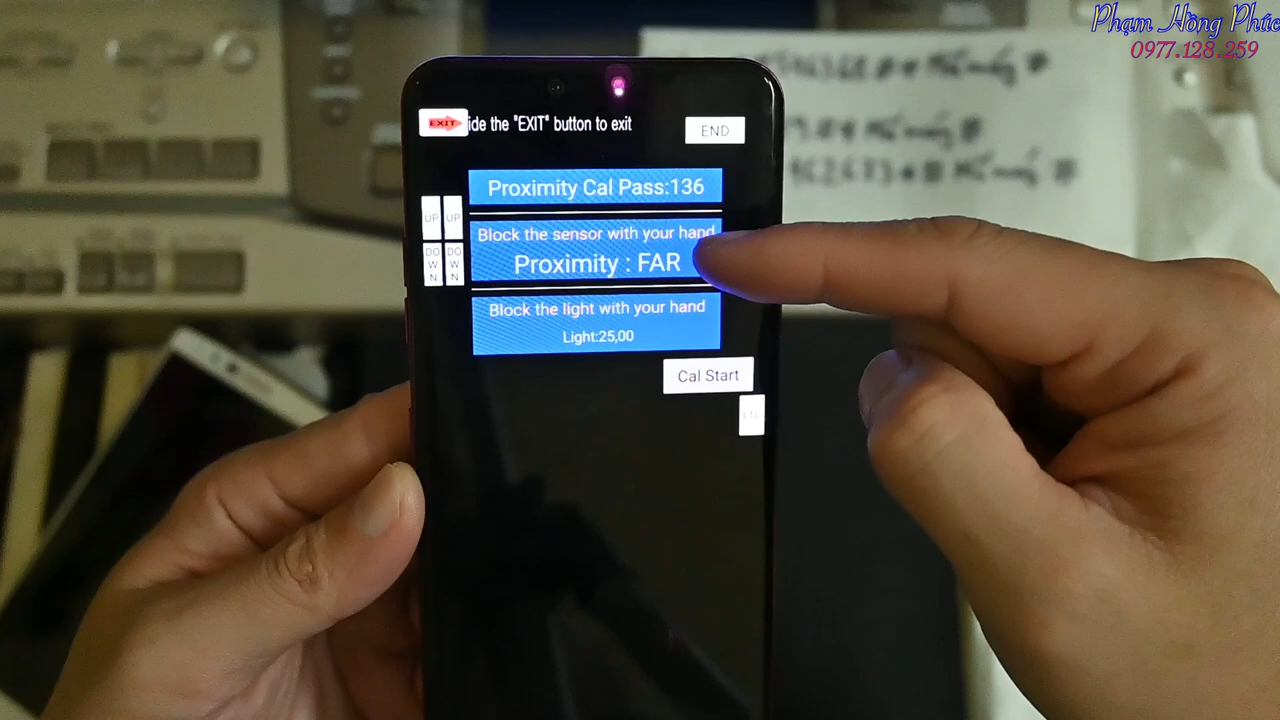 Phạm Hồng Phúc
0977.128.259
EXIT
ide the "EXIT" button to exit
END
Proximity Cal Pass:136
UP UP
Block the sensor with your hand
Proximity : FAR
DOWN DOWN
Block the light with your hand
Light:25,00
Cal Start